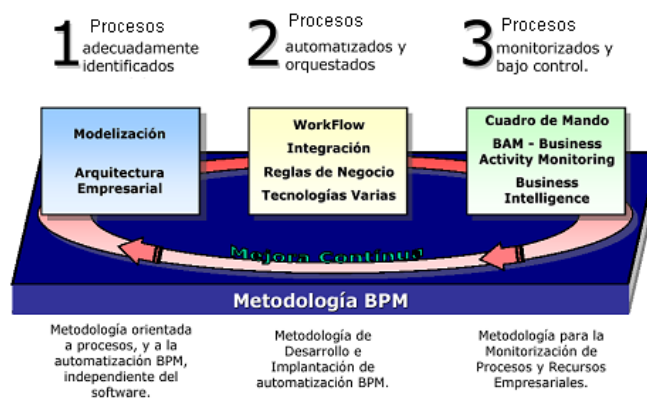 1 Procesos
adecuadamente
identificados
2 Procesos
automatizados y
orquestados
3 Procesos
monitorizados y
bajo control.
Modelización
Arquitectura
Empresarial
WorkFlow
Integración
Reglas de Negocio
Tecnologías Varias
Cuadro de Mando
BAM - Business
Activity Monitoring
Business
Intelligence
Mejora Continua
Metodología BPM
Metodología orientada
a procesos, y a la
automatización BPM,
independiente del
software.
Metodología de
Desarrollo e
Implantación de
automatización BPM.
Metodología para la
Monitorización de
Procesos y Recursos
Empresariales.